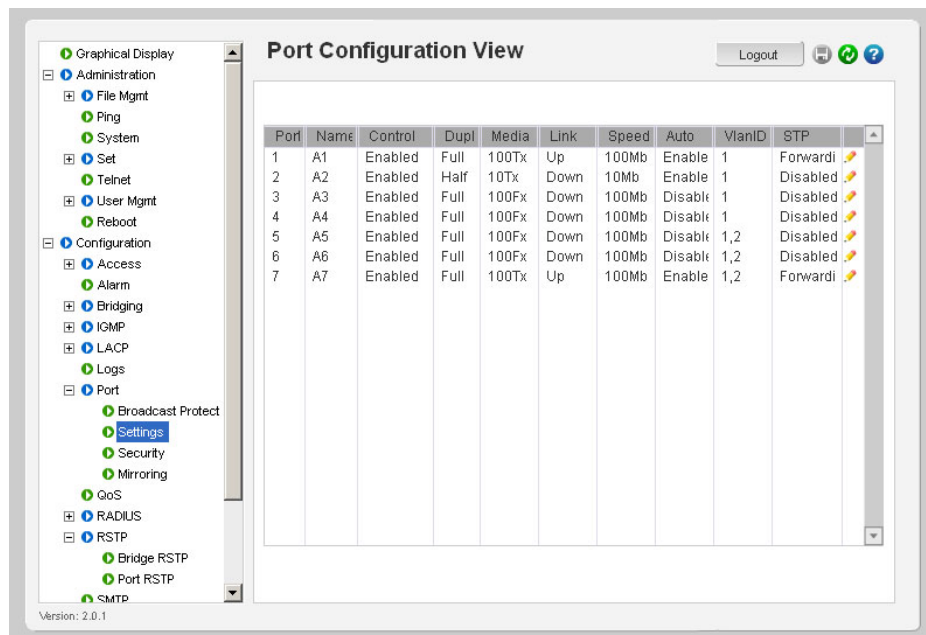 Port Configuration View
Logout
Graphical Display
Administration
File Mgmt
Ping
System
Set
Telnet
User Mgmt
Reboot
Configuration
Access
Alarm
Bridging
IGMP
LACP
Logs
Port
Broadcast Protect
Settings
Security
Mirroring
QoS
RADIUS
RSTP
Bridge RSTP
Port RSTP
SMTP
Port Name Control Dupl Media Link Speed Auto VlanID STP
1 A1 Enabled Full 100Tx Up 100Mb Enable 1 Forwardi
2 A2 Enabled Half 10Tx Down 10Mb Enable 1 Disabled
3 A3 Enabled Full 100Fx Down 100Mb Disable 1 Disabled
4 A4 Enabled Full 100Fx Down 100Mb Disable 1 Disabled
5 A5 Enabled Full 100Fx Down 100Mb Disable 1,2 Disabled
6 A6 Enabled Full 100Fx Down 100Mb Disable 1,2 Disabled
7 A7 Enabled Full 100Tx Up 100Mb Enable 1,2 Forwardi
Version: 2.0.1